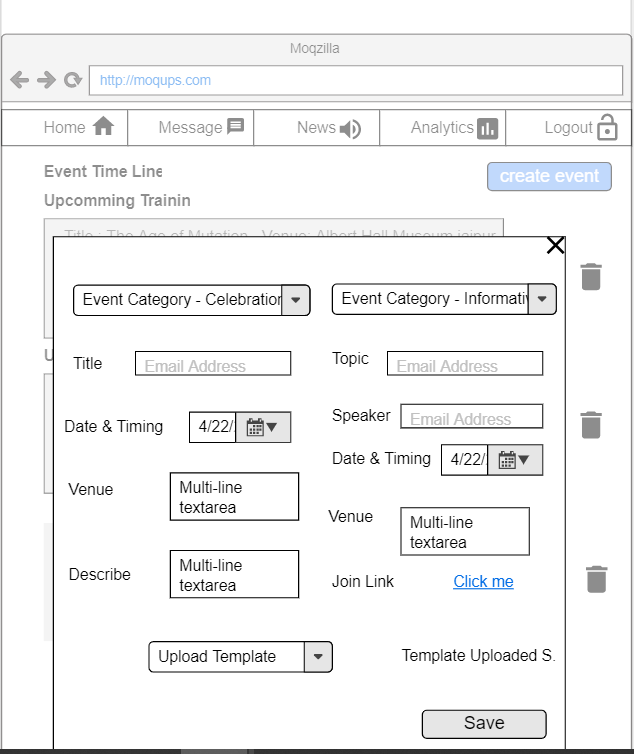 Moqzilla
http://moqups.com
Home Message News Analytics Logout
Event Time Line
create event
Upcomming Trainin
Title : The Age of Mutation Venue: Albert Hall Museum jaipur
Event Category - Celebration
Event Category - Informativ
U
Title Email Address
Topic Email Address
Speaker Email Address
Date & Timing 4/22/
Date & Timing 4/22/
Venue Multi-line
textarea
Venue Multi-line
textarea
Describe Multi-line
textarea
Join Link Click me
Upload Template
Template Uploaded S.
Save